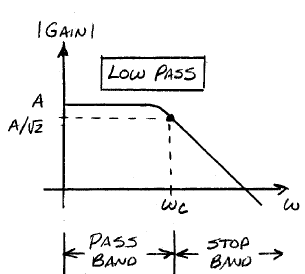 |GAIN|
LOW PASS
A
A/√2
ωc
ω
PASS BAND
STOP BAND